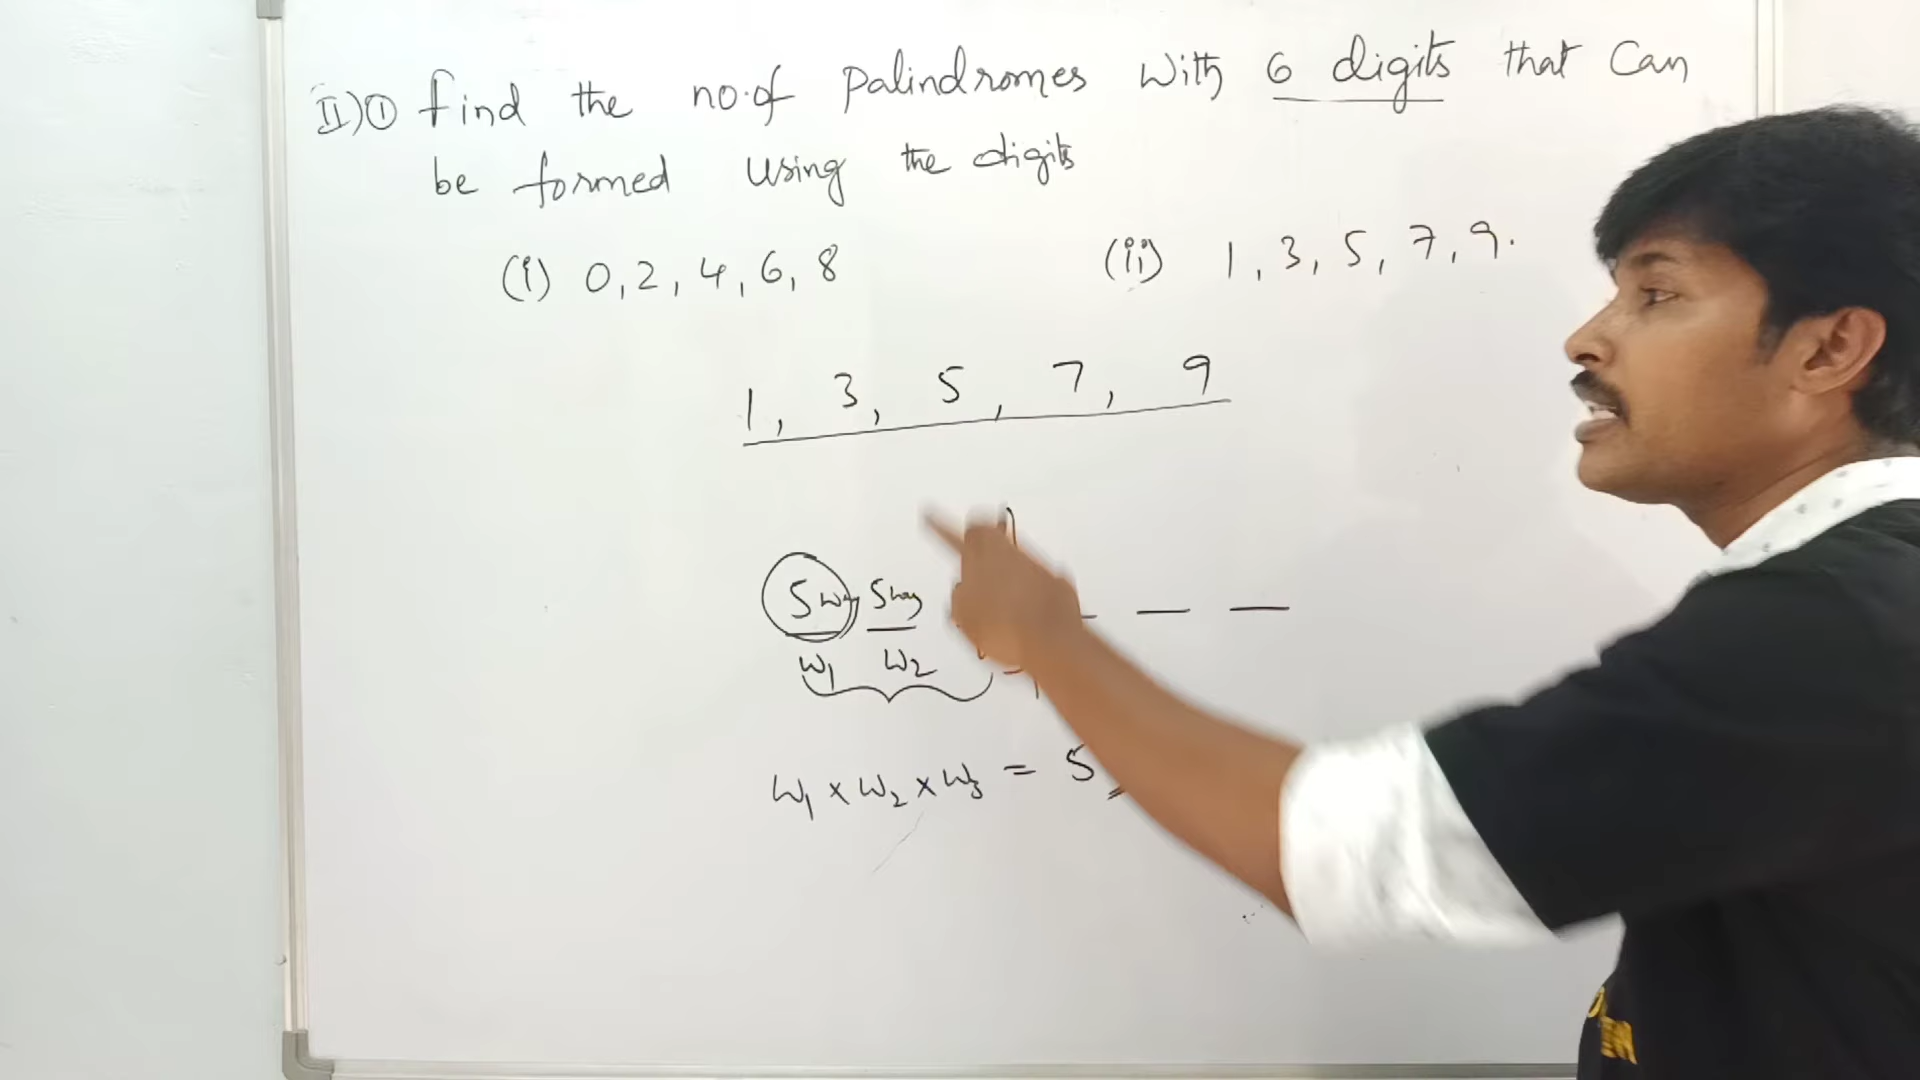 II) ① Find the no.of palindromes with 6 digits that can
be formed using the digits
(i) 0, 2, 4, 6, 8 (ii) 1, 3, 5, 7, 9.
1, 3, 5, 7, 9
5 way 5 way
W1 W2
W1 x W2 x W3 = 5